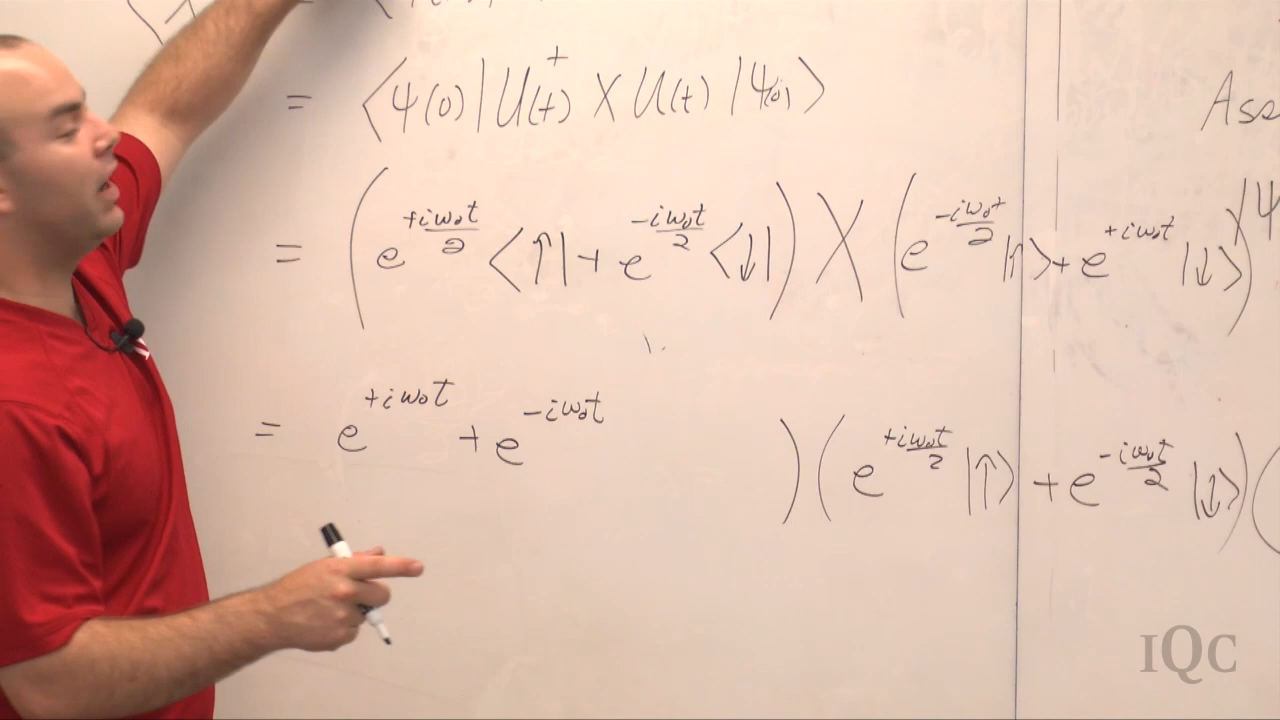 = ⟨ψ(0)|U(t)† X U(t)|ψ(0)⟩
Ass
= (e^{+iω₀t/2} ⟨↑| + e^{-iω₀t/2} ⟨↓|) X (e^{-iω₀t/2} |↑⟩ + e^{+iω₀t} |↓⟩) |ψ
= e^{+iω₀t} + e^{-iω₀t} )(e^{+iω₀t/2} |↑⟩ + e^{-iω₀t/2} |↓⟩)(
IQC